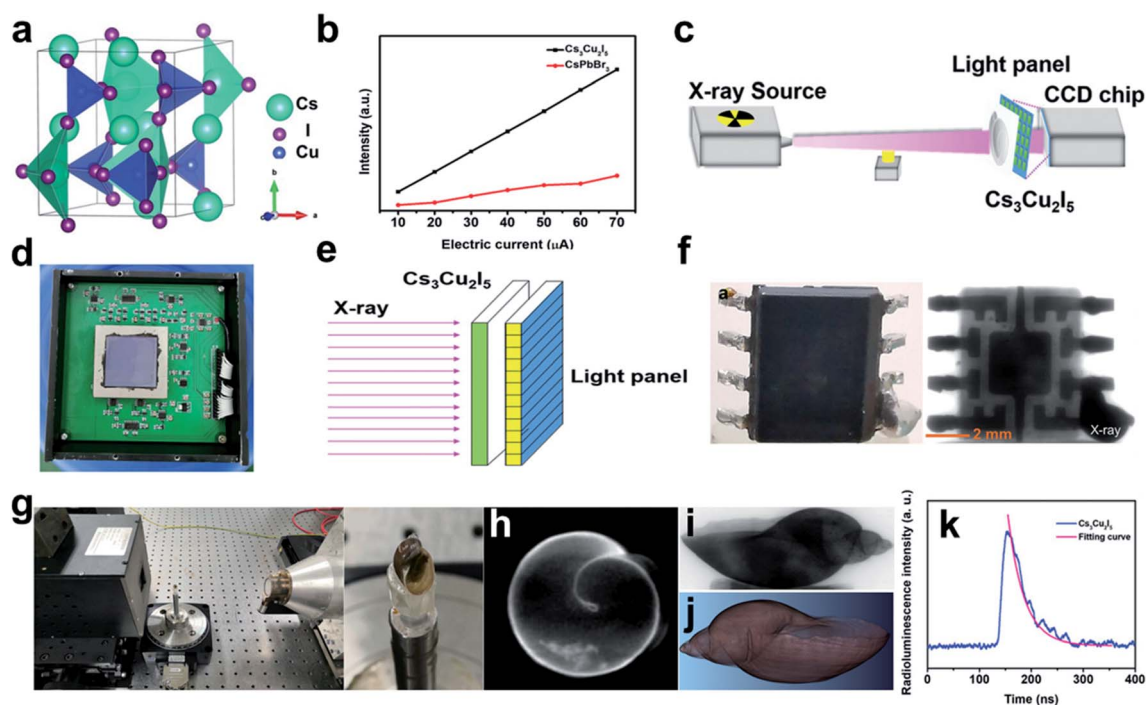 a
Cs
I
Cu
b
a
b
Intensity (a.u.)
Cs₃Cu₂I₅
CsPbBr₃
10 20 30 40 50 60 70
Electric current (μA)
c
X-ray Source
Light panel
CCD chip
Cs₃Cu₂I₅
d
e
Cs₃Cu₂I₅
X-ray
Light panel
f
a
2 mm
X-ray
g
h
i
j
k
Radioluminescence intensity (a. u.)
Cs₃Cu₂I₅
Fitting curve
0 100 200 300 400
Time (ns)